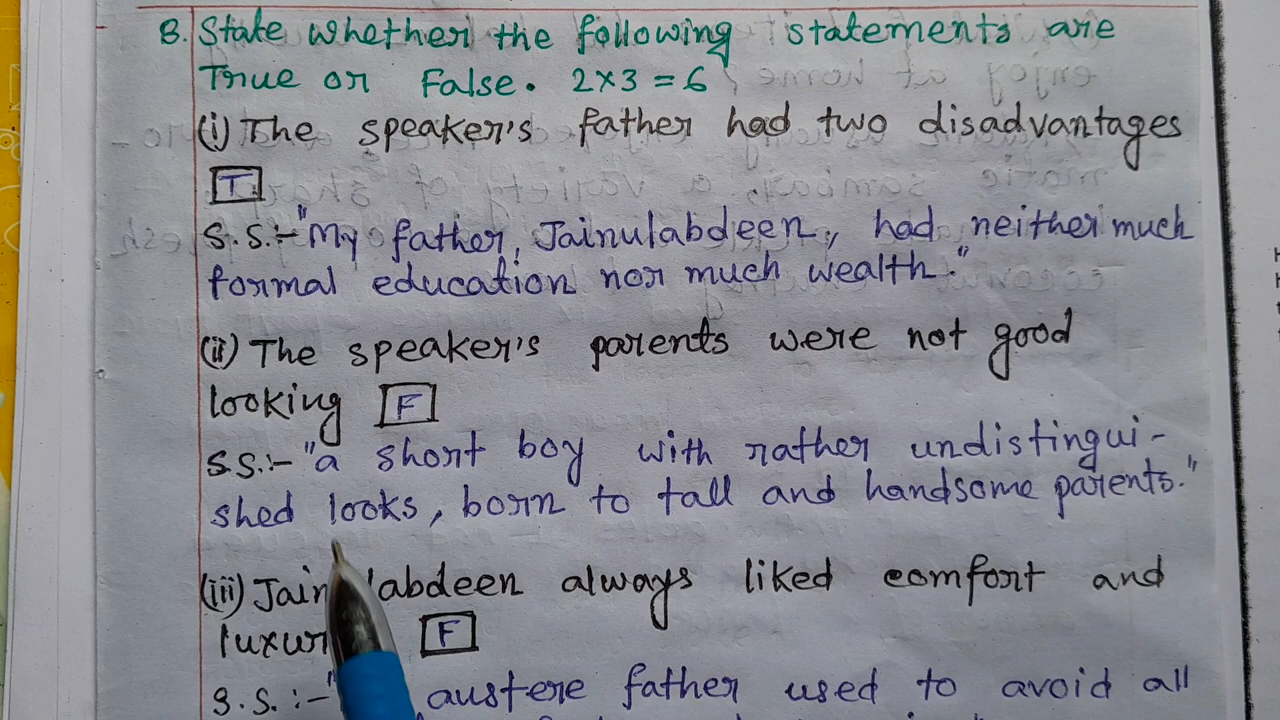 B. State whether the following statements are
True or False. 2x3=6
(i) The speaker's father had two disadvantages
T
S.S:- "My father, Jainulabdeen, had neither much
formal education nor much wealth."
(ii) The speaker's parents were not good
looking F
S.S:- "a short boy with rather undistingui-
shed looks, born to tall and handsome parents."
(iii) Jain labdeen always liked comfort and
luxur F
S.S.:- " austere father used to avoid all